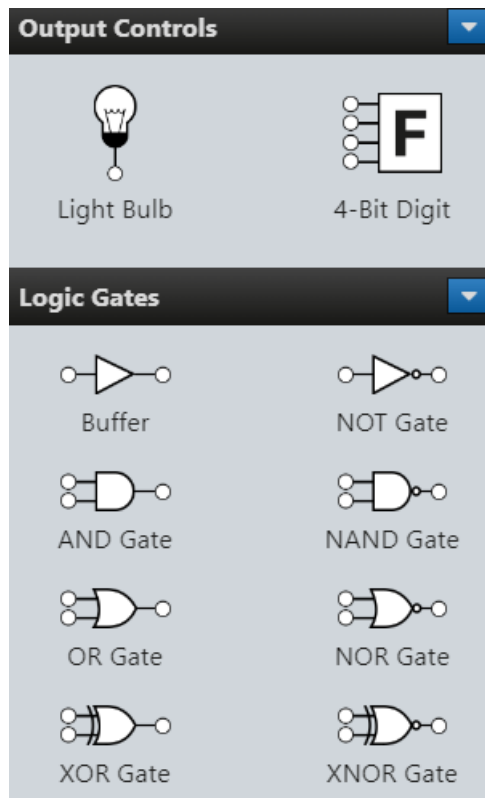 Output Controls
F
Light Bulb
4-Bit Digit
Logic Gates
Buffer
NOT Gate
AND Gate
NAND Gate
OR Gate
NOR Gate
XOR Gate
XNOR Gate